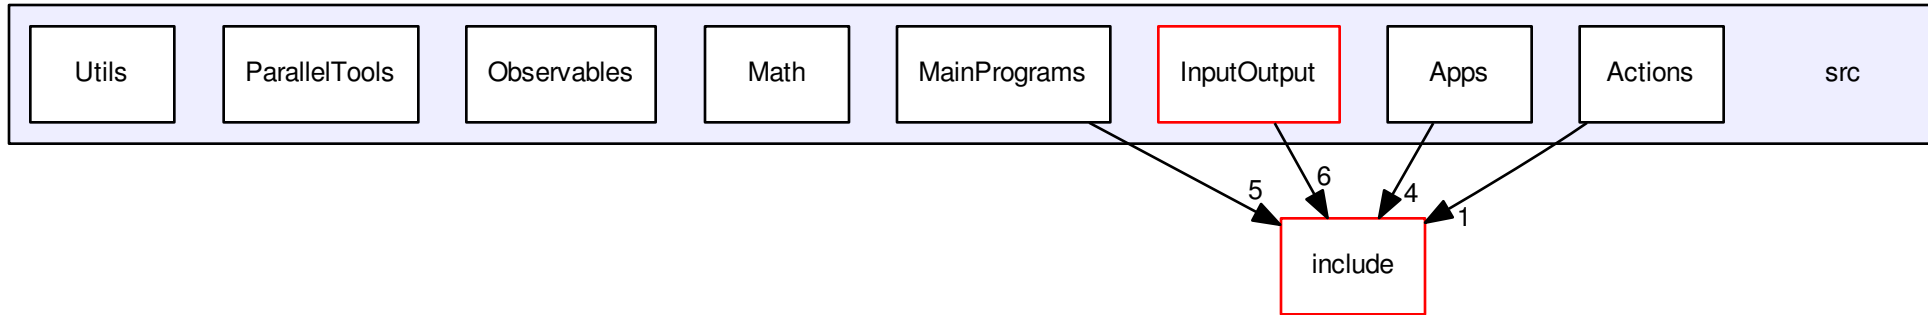 Utils ParallelTools Observables Math MainPrograms InputOutput Apps Actions src
5 6 4 1
include